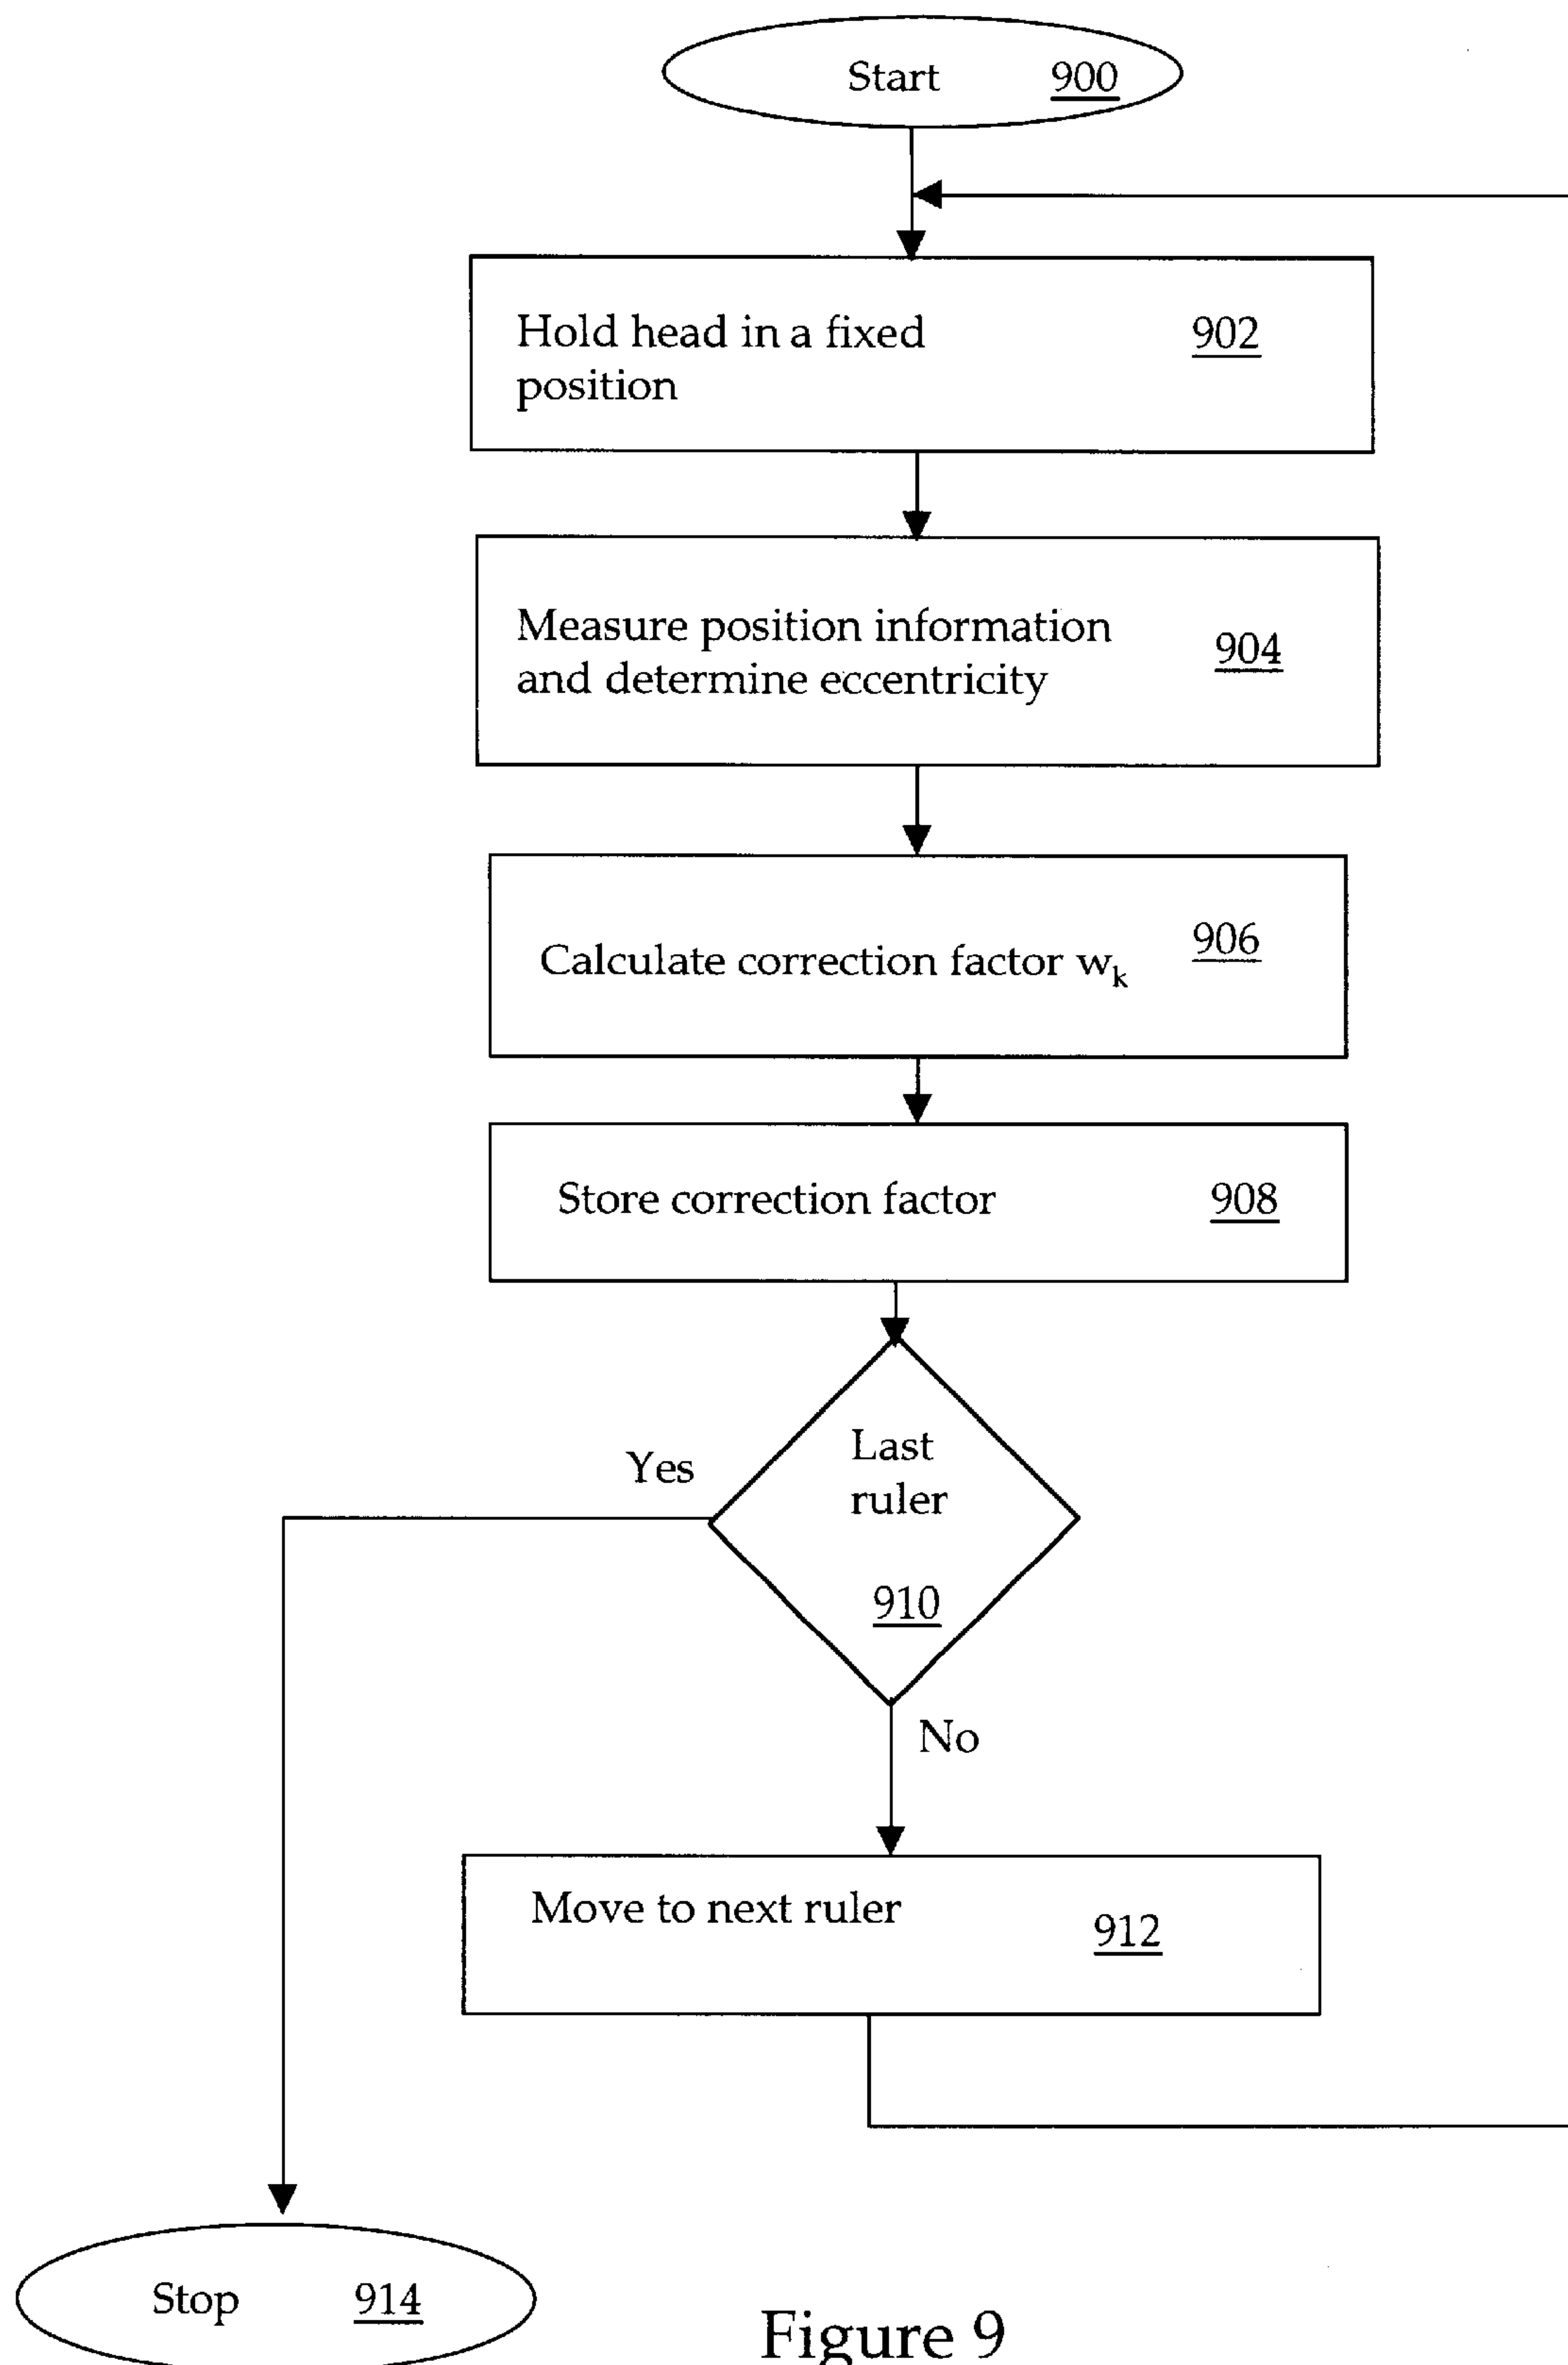 Start 900
Hold head in a fixed 902
position
Measure position information 904
and determine eccentricity
Calculate correction factor wk 906
Store correction factor 908
Last
ruler
910
Yes
No
Move to next ruler 912
Stop 914
Figure 9